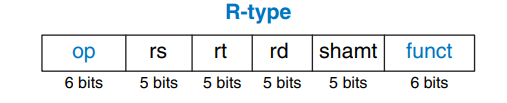 R-type
op rs rt rd shamt funct
6 bits 5 bits 5 bits 5 bits 5 bits 6 bits